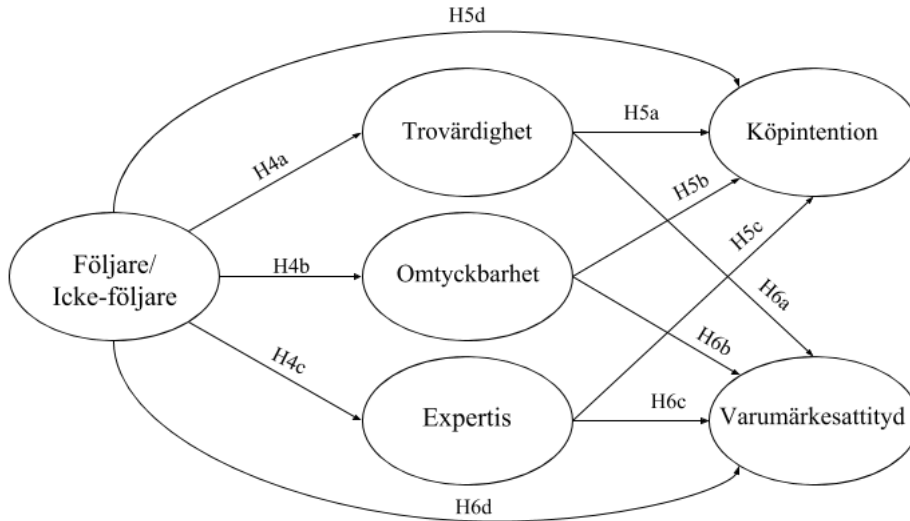 H5d
Trovärdighet
H5a
Köpintention
H4a
H5b
H5c
Följare/
Icke-följare
H4b
Omtyckbarhet
H6a
H4c
H6b
Expertis
H6c
Varumärkesattityd
H6d